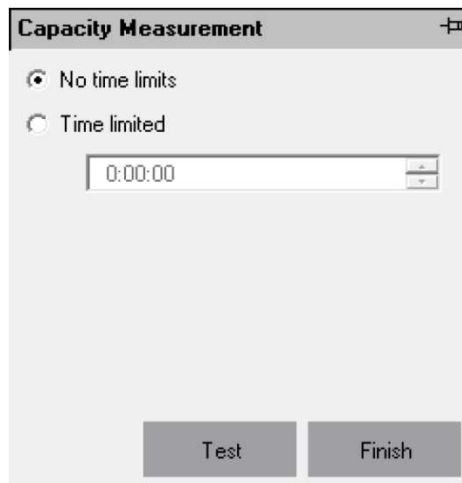 Capacity Measurement
No time limits
Time limited
0:00:00
Test Finish